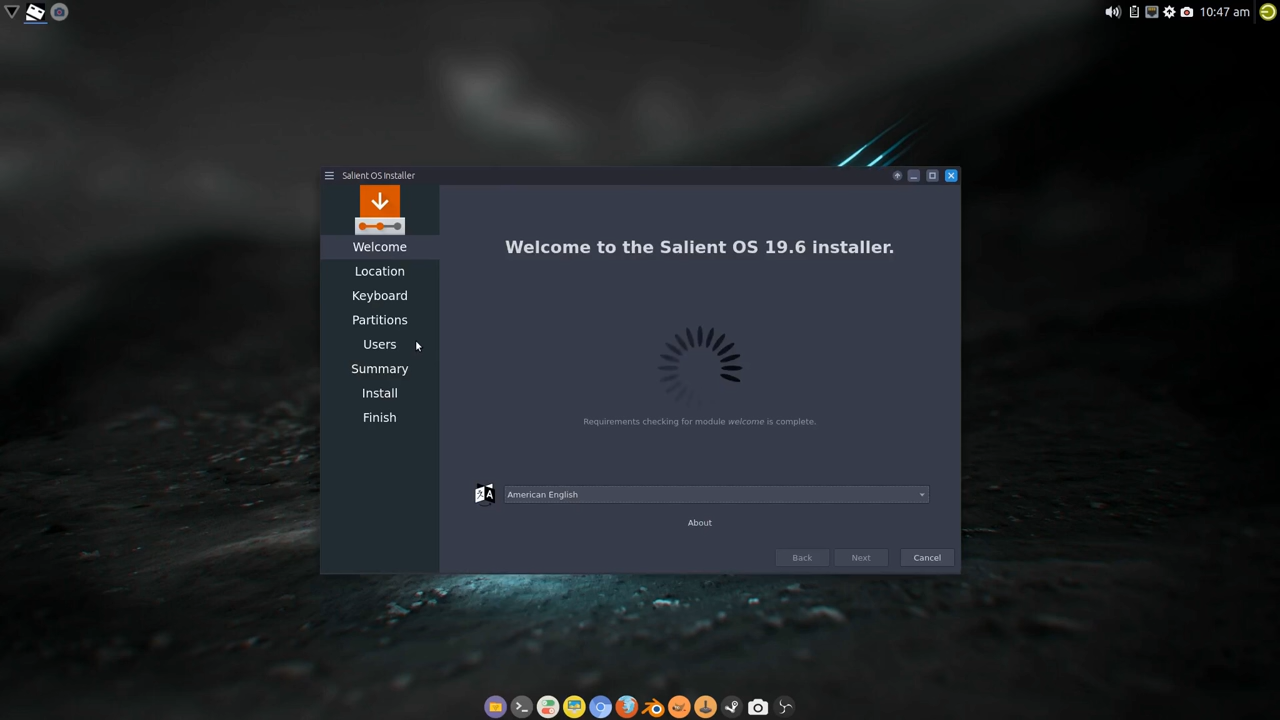 10:47 am
Salient OS Installer
Welcome
Location
Keyboard
Partitions
Users
Summary
Install
Finish
Welcome to the Salient OS 19.6 installer.
Requirements checking for module welcome is complete.
American English
About
Back
Next
Cancel